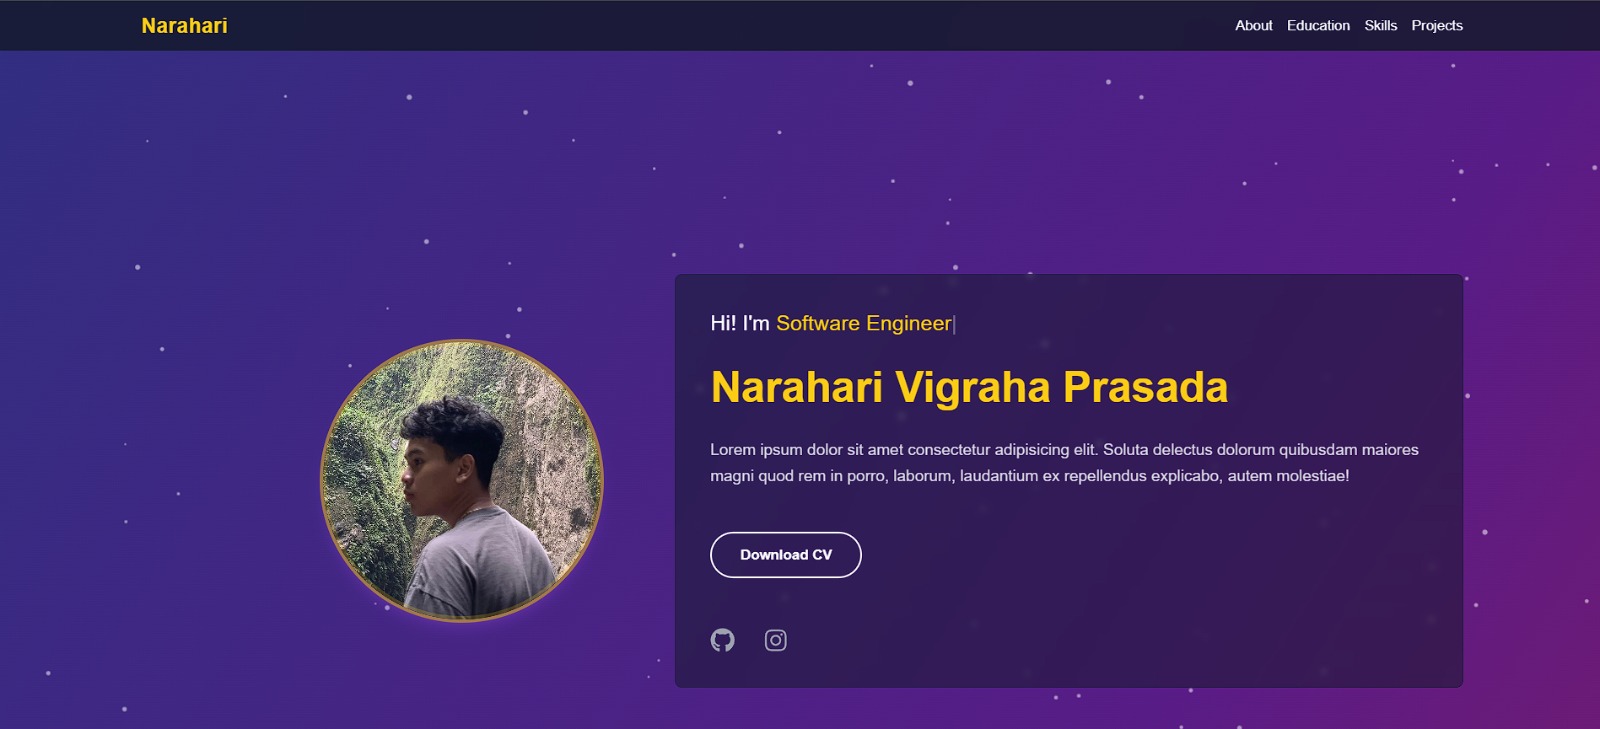 Narahari
About Education Skills Projects
Hi! I'm Software Engineer|
Narahari Vigraha Prasada
Lorem ipsum dolor sit amet consectetur adipisicing elit. Soluta delectus dolorum quibusdam maiores
magni quod rem in porro, laborum, laudantium ex repellendus explicabo, autem molestiae!
Download CV